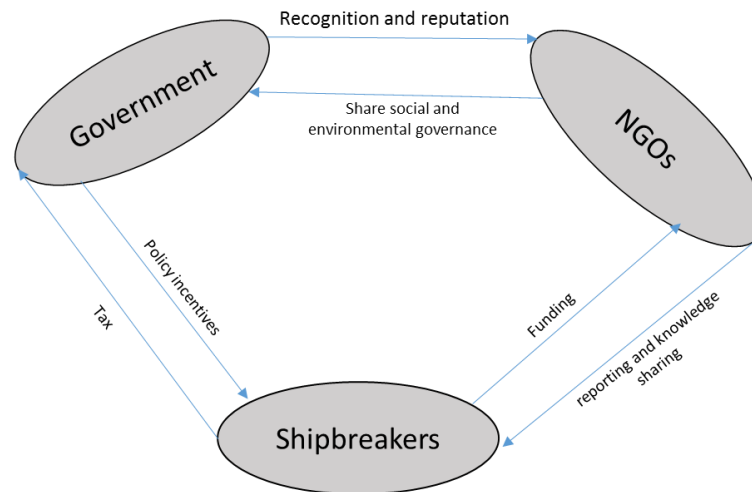 Recognition and reputation
Government
NGOs
Share social and
environmental governance
Policy incentives
Tax
Funding
reporting and knowledge
sharing
Shipbreakers